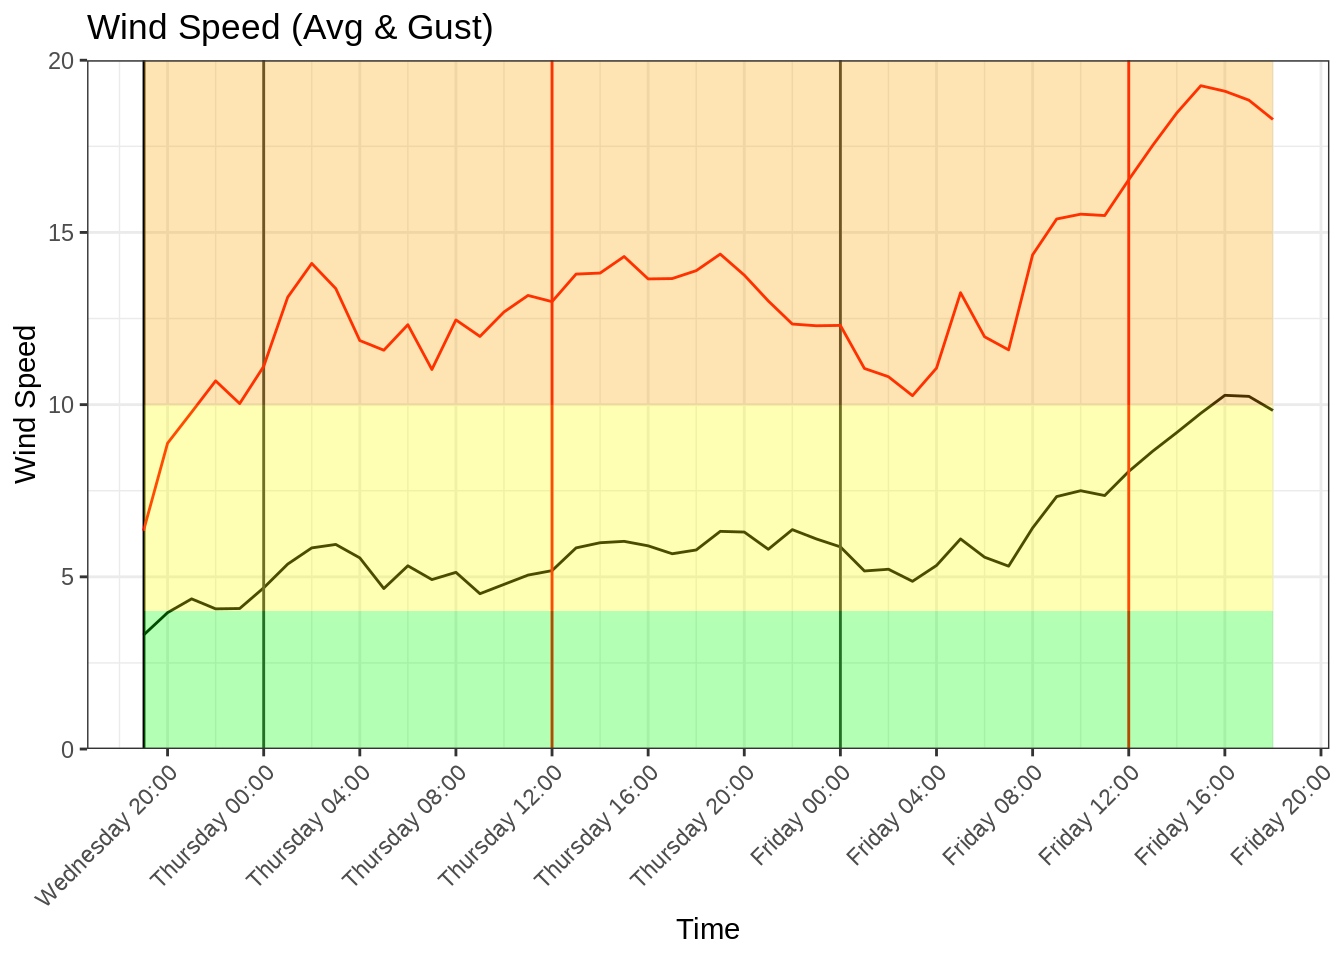 Wind Speed (Avg & Gust)
20
15
10
5
0
Wind Speed
Wednesday 20:00
Thursday 00:00
Thursday 04:00
Thursday 08:00
Thursday 12:00
Thursday 16:00
Thursday 20:00
Friday 00:00
Friday 04:00
Friday 08:00
Friday 12:00
Friday 16:00
Friday 20:00
Time